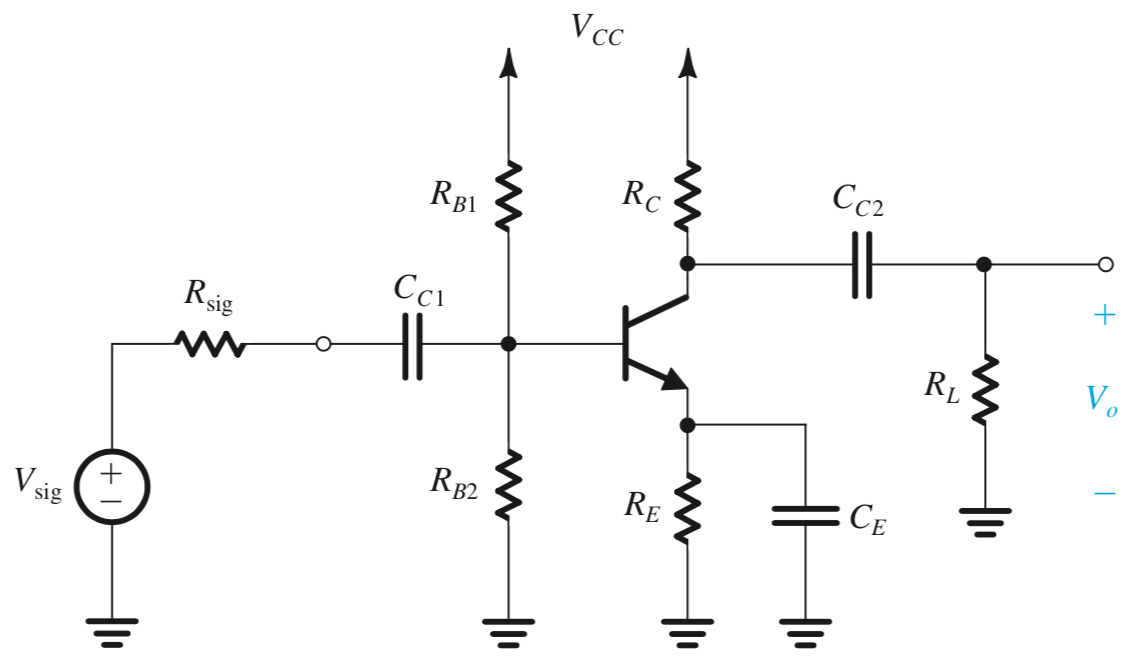 V_CC
R_B1
R_C
C_C2
R_sig
C_C1
+
R_L
V_o
V_sig
+
−
R_B2
R_E
C_E
−